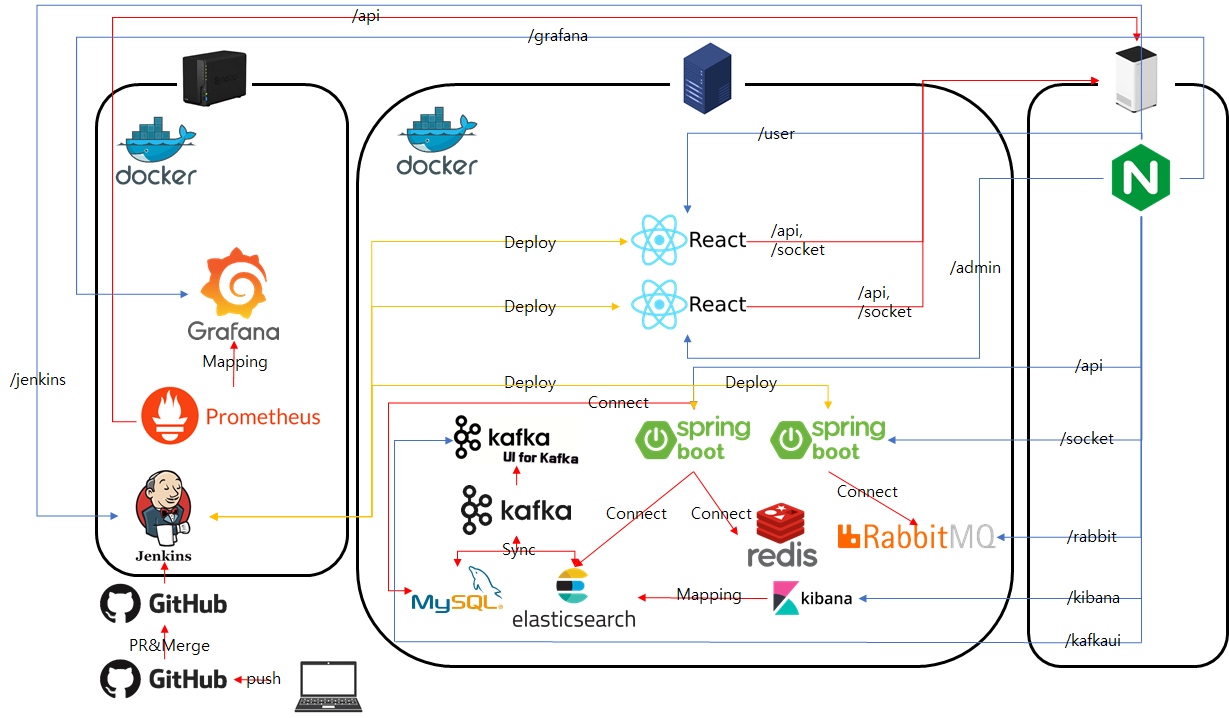 /api
/grafana
docker
docker
/user
Deploy
React
/api,
/socket
/admin
Deploy
React
/api,
/socket
Grafana
Mapping
/jenkins
Prometheus
Deploy
Deploy
/api
Connect
kafka
UI for Kafka
spring
boot
spring
boot
/socket
Connect
kafka
Connect
Connect
Jenkins
Sync
redis
RabbitMQ
/rabbit
GitHub
MySQL®
elasticsearch
Mapping
kibana
/kibana
PR&Merge
/kafkaui
GitHub
push